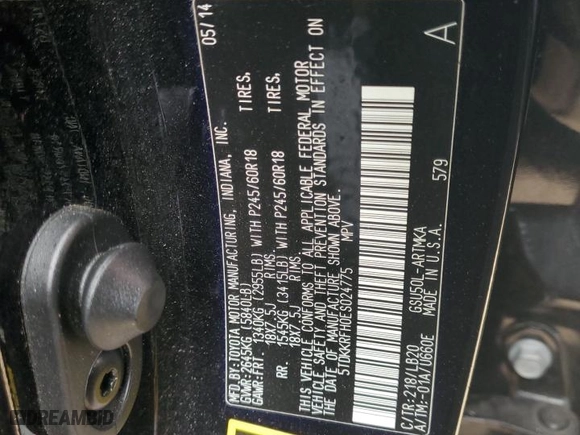 MFD.BY:TOYOTA MOTOR MANUFACTURING, INDIANA, INC. 05/14
GVWR:2645KG(5840LB)
GAWR:FRT. 1340KG(2955LB) WITH P245/60R18 TIRES,
18X7.5J RIMS
RR. 1545KG(3415LB) WITH P245/60R18 TIRES,
18X7.5J RIMS
THIS VEHICLE CONFORMS TO ALL APPLICABLE FEDERAL MOTOR
VEHICLE SAFETY, AND THEFT PREVENTION STANDARDS IN EFFECT ON
THE DATE OF MANUFACTURE SHOWN ABOVE.
5TDKKRFH0ES024775 MPV
579
C/TR:218/LB20 GSU50L-ARTMKA A
A/TM:-01A/U660E MADE IN U.S.A.
DREAMBID